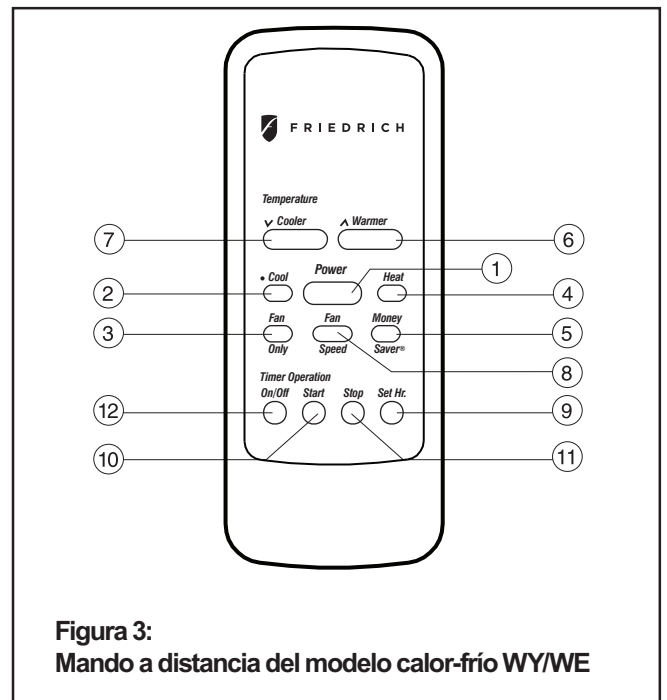 FRIEDRICH
Temperature
Cooler Warmer
7 6
Power 1
• Cool Heat
2 4
Fan Fan Money
3 5
Only Speed Saver®
8
Timer Operation
On/Off Start Stop Set Hr.
12 9
10 11
Figura 3:
Mando a distancia del modelo calor-frío WY/WE